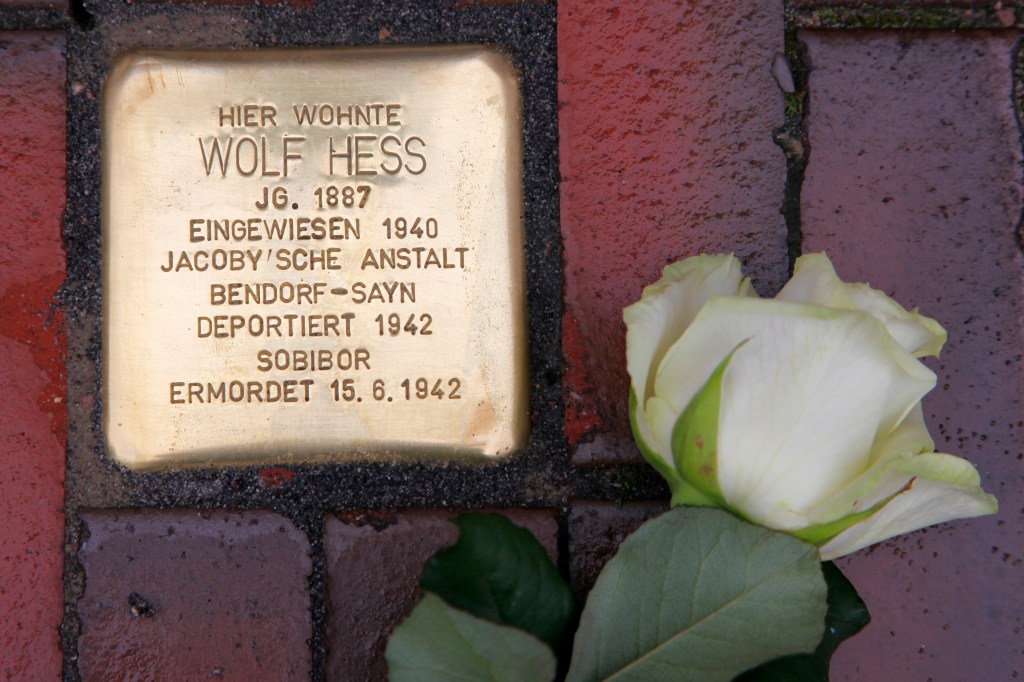 HIER WOHNTE
WOLF HESS
JG. 1887
EINGEWIESEN 1940
JACOBY'SCHE ANSTALT
BENDORF-SAYN
DEPORTIERT 1942
SOBIBOR
ERMORDET 15.6.1942